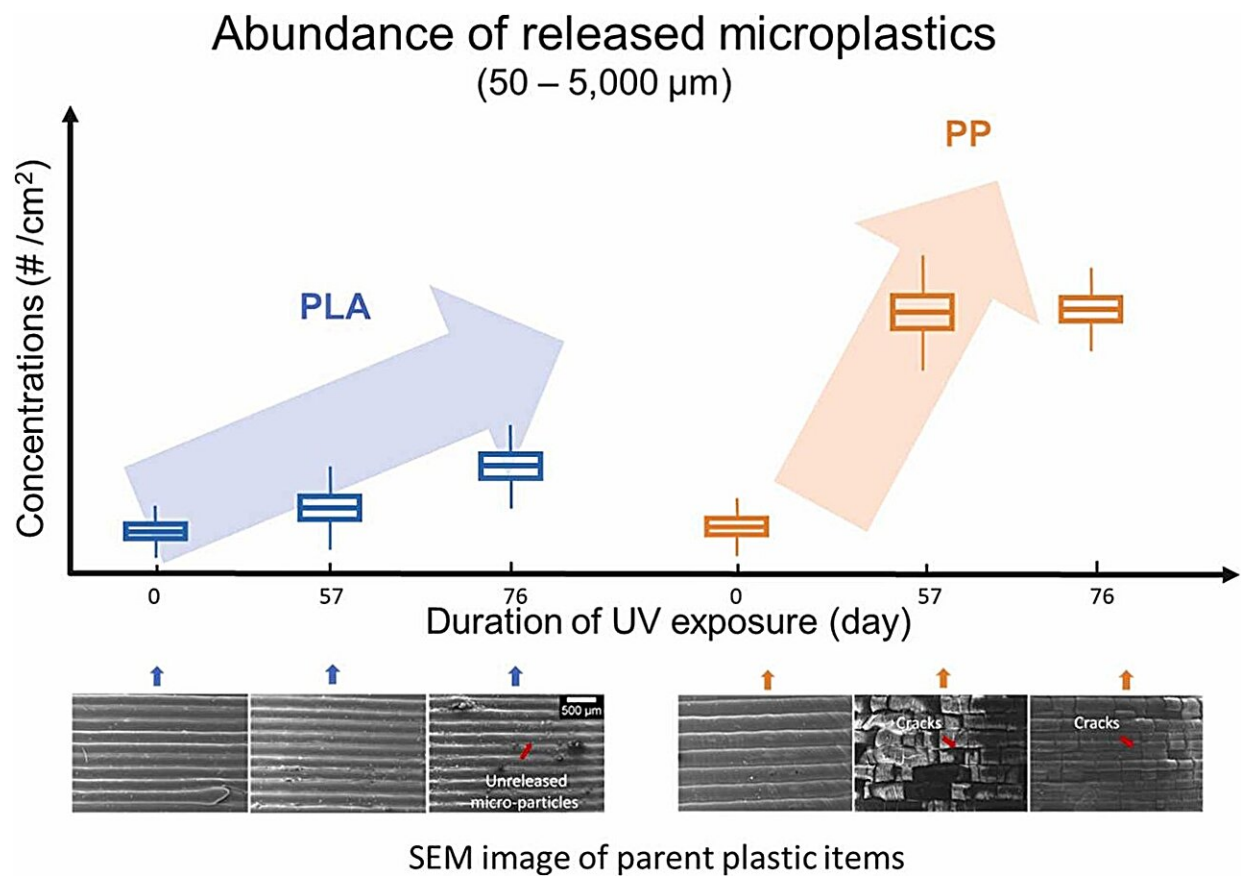 Abundance of released microplastics
(50 – 5,000 µm)
Concentrations (# /cm²)
PLA
PP
0 57 76 0 57 76
Duration of UV exposure (day)
500 µm
Unreleased
micro-particles
Cracks
Cracks
SEM image of parent plastic items